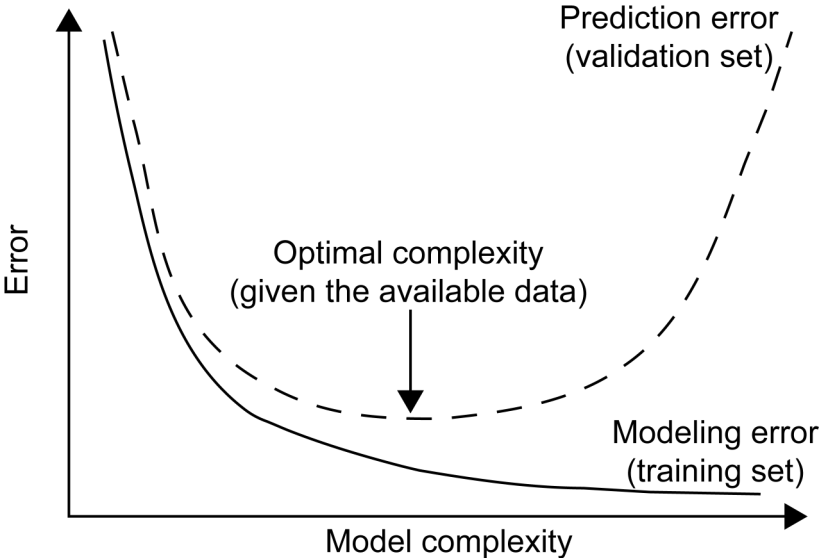 Prediction error
(validation set)
Optimal complexity
(given the available data)
Error
Modeling error
(training set)
Model complexity